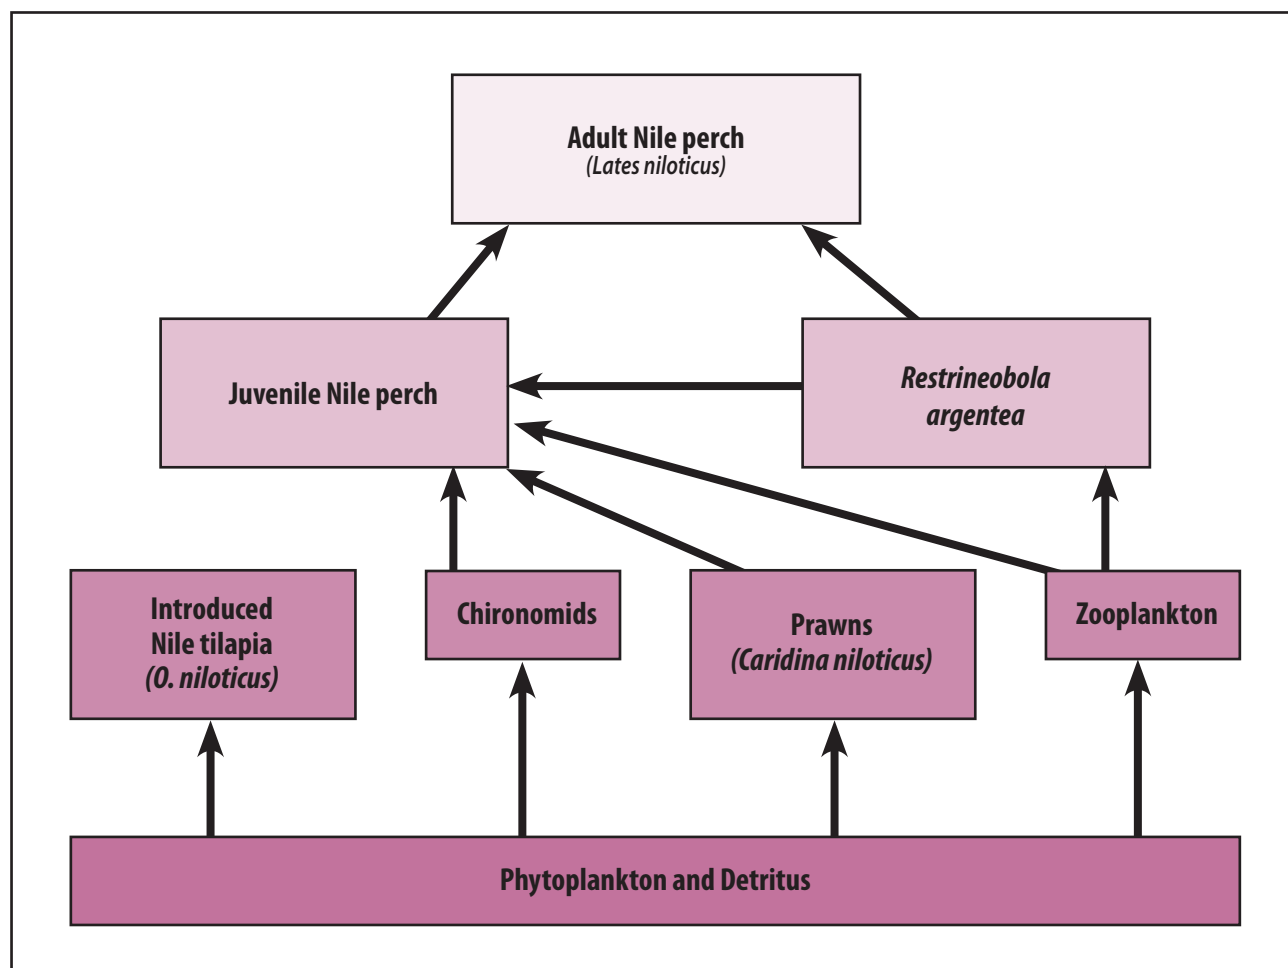 Adult Nile perch
(Lates niloticus)
Juvenile Nile perch
Restrineobola
argentea
Introduced
Nile tilapia
(O. niloticus)
Chironomids
Prawns
(Caridina niloticus)
Zooplankton
Phytoplankton and Detritus